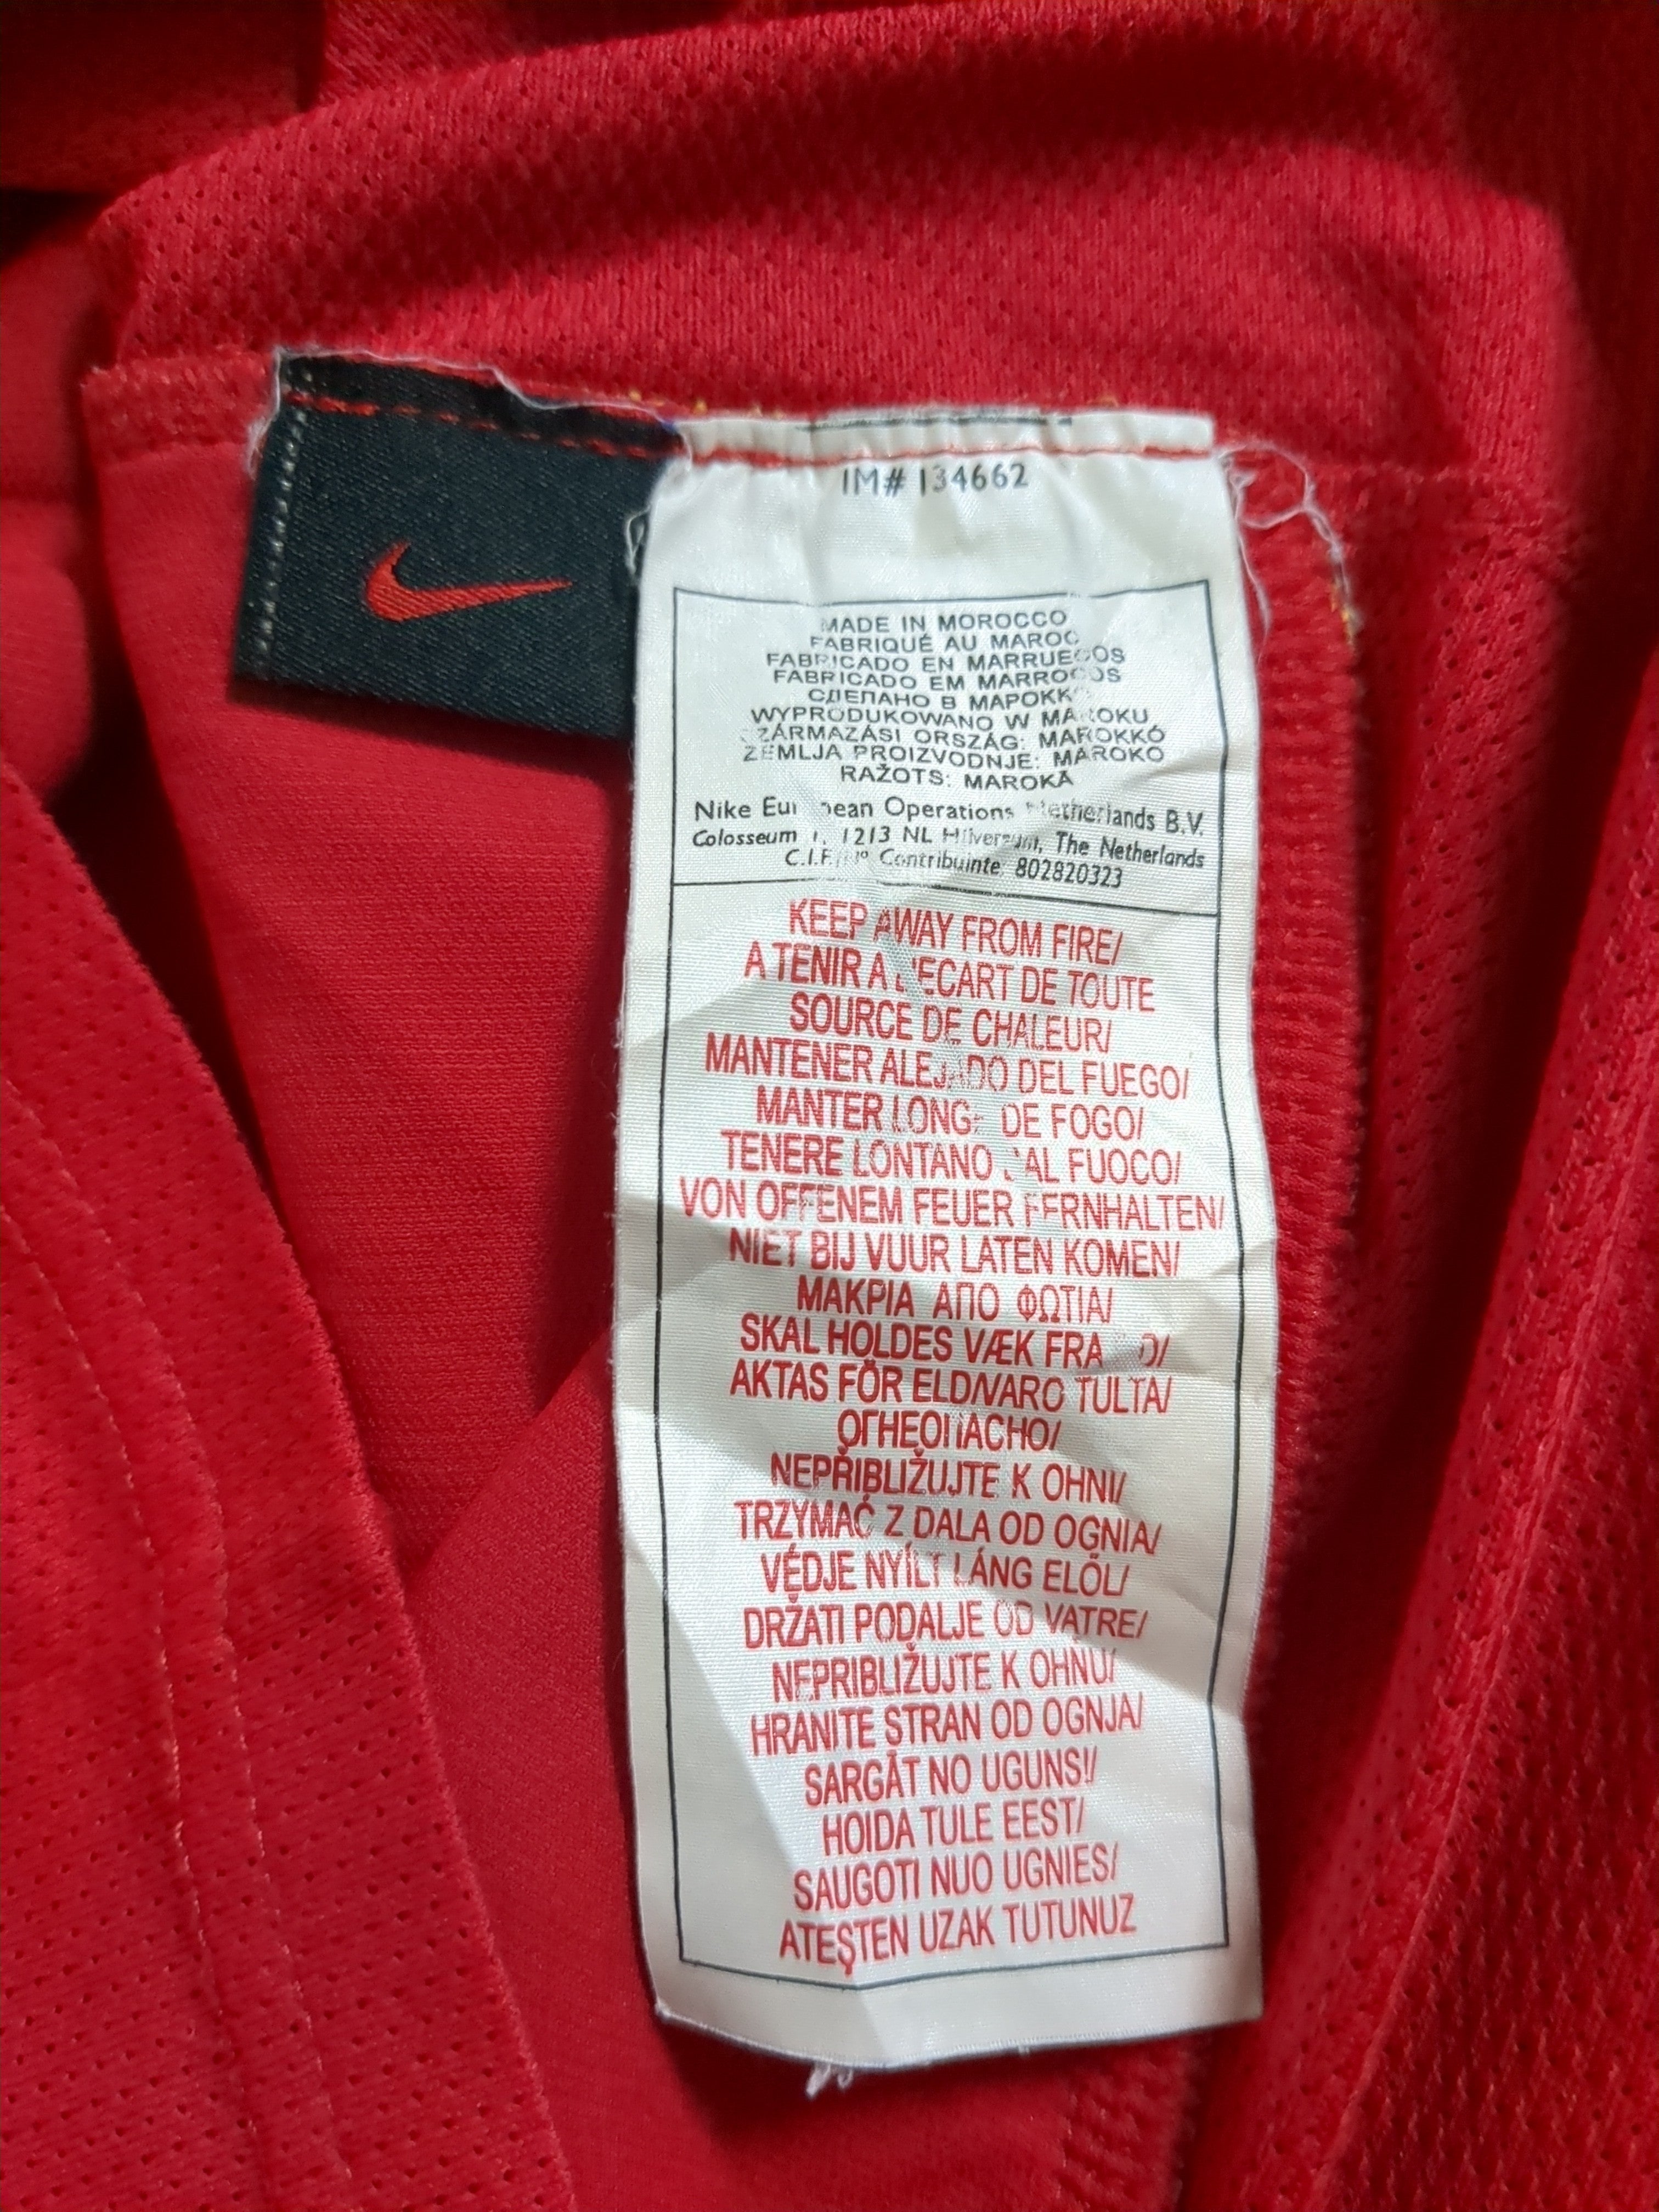 IM# 134662
MADE IN MOROCCO
FABRIQUÉ AU MAROC
FABRICADO EN MARRUECOS
FABRICADO EM MARROCOS
СДЕЛАНО В МАРОКК
WYPRODUKOWANO W MAROKU
SZÁRMAZÁSI ORSZÁG: MAROKKÓ
ZEMLJA PROIZVODNJE: MAROKO
RAŽOTS: MAROKĀ
Nike European Operations Netherlands B.V.
Colosseum 1, 1213 NL Hilversum, The Netherlands
C.I.F./Nº Contribuinte 802820323
KEEP AWAY FROM FIRE/
A TENIR A L'ECART DE TOUTE
SOURCE DE CHALEUR/
MANTENER ALEJADO DEL FUEGO/
MANTER LONGE DE FOGO/
TENERE LONTANO DAL FUOCO/
VON OFFENEM FEUER FERNHALTEN/
NIET BIJ VUUR LATEN KOMEN/
ΜΑΚΡΙΑ ΑΠΟ ΦΩΤΙΑ/
SKAL HOLDES VÆK FRA
AKTAS FÖR ELD/VARO TULTA/
ОГНЕОПАСНО/
NEPŘIBLIŽUJTE K OHNI/
TRZYMAĆ Z DALA OD OGNIA/
VÉDJE NYÍLT LÁNG ELŐL/
DRŽATI PODALJE OD VATRE/
NEPRIBLIŽUJTE K OHŇU/
HRANITE STRAN OD OGNJA/
SARGĀT NO UGUNS!/
HOIDA TULE EEST/
SAUGOTI NUO UGNIES/
ATEŞTEN UZAK TUTUNUZ